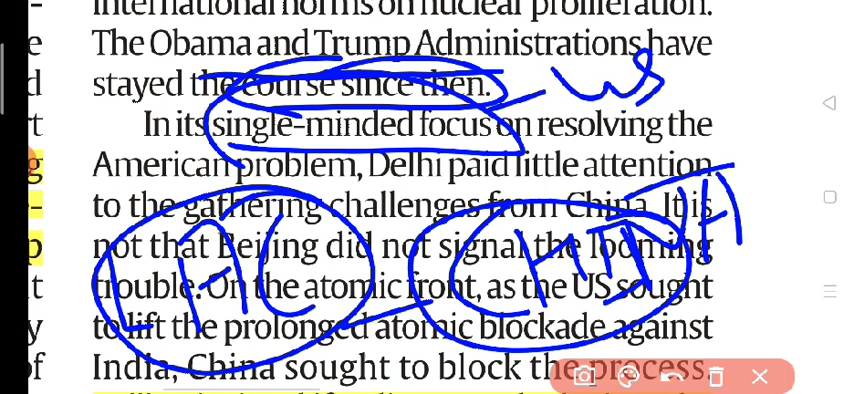 international norms on nuclear proliferation.
The Obama and Trump Administrations have
stayed the course since then.
us
In its single-minded focus on resolving the
American problem, Delhi paid little attention
to the gathering challenges from China. It is
not that Beijing did not signal the looming
LAC
CHINA
trouble. On the atomic front, as the US sought
to lift the prolonged atomic blockade against
India, China sought to block the process.
e
d
rt
g
-
p
t
y
of